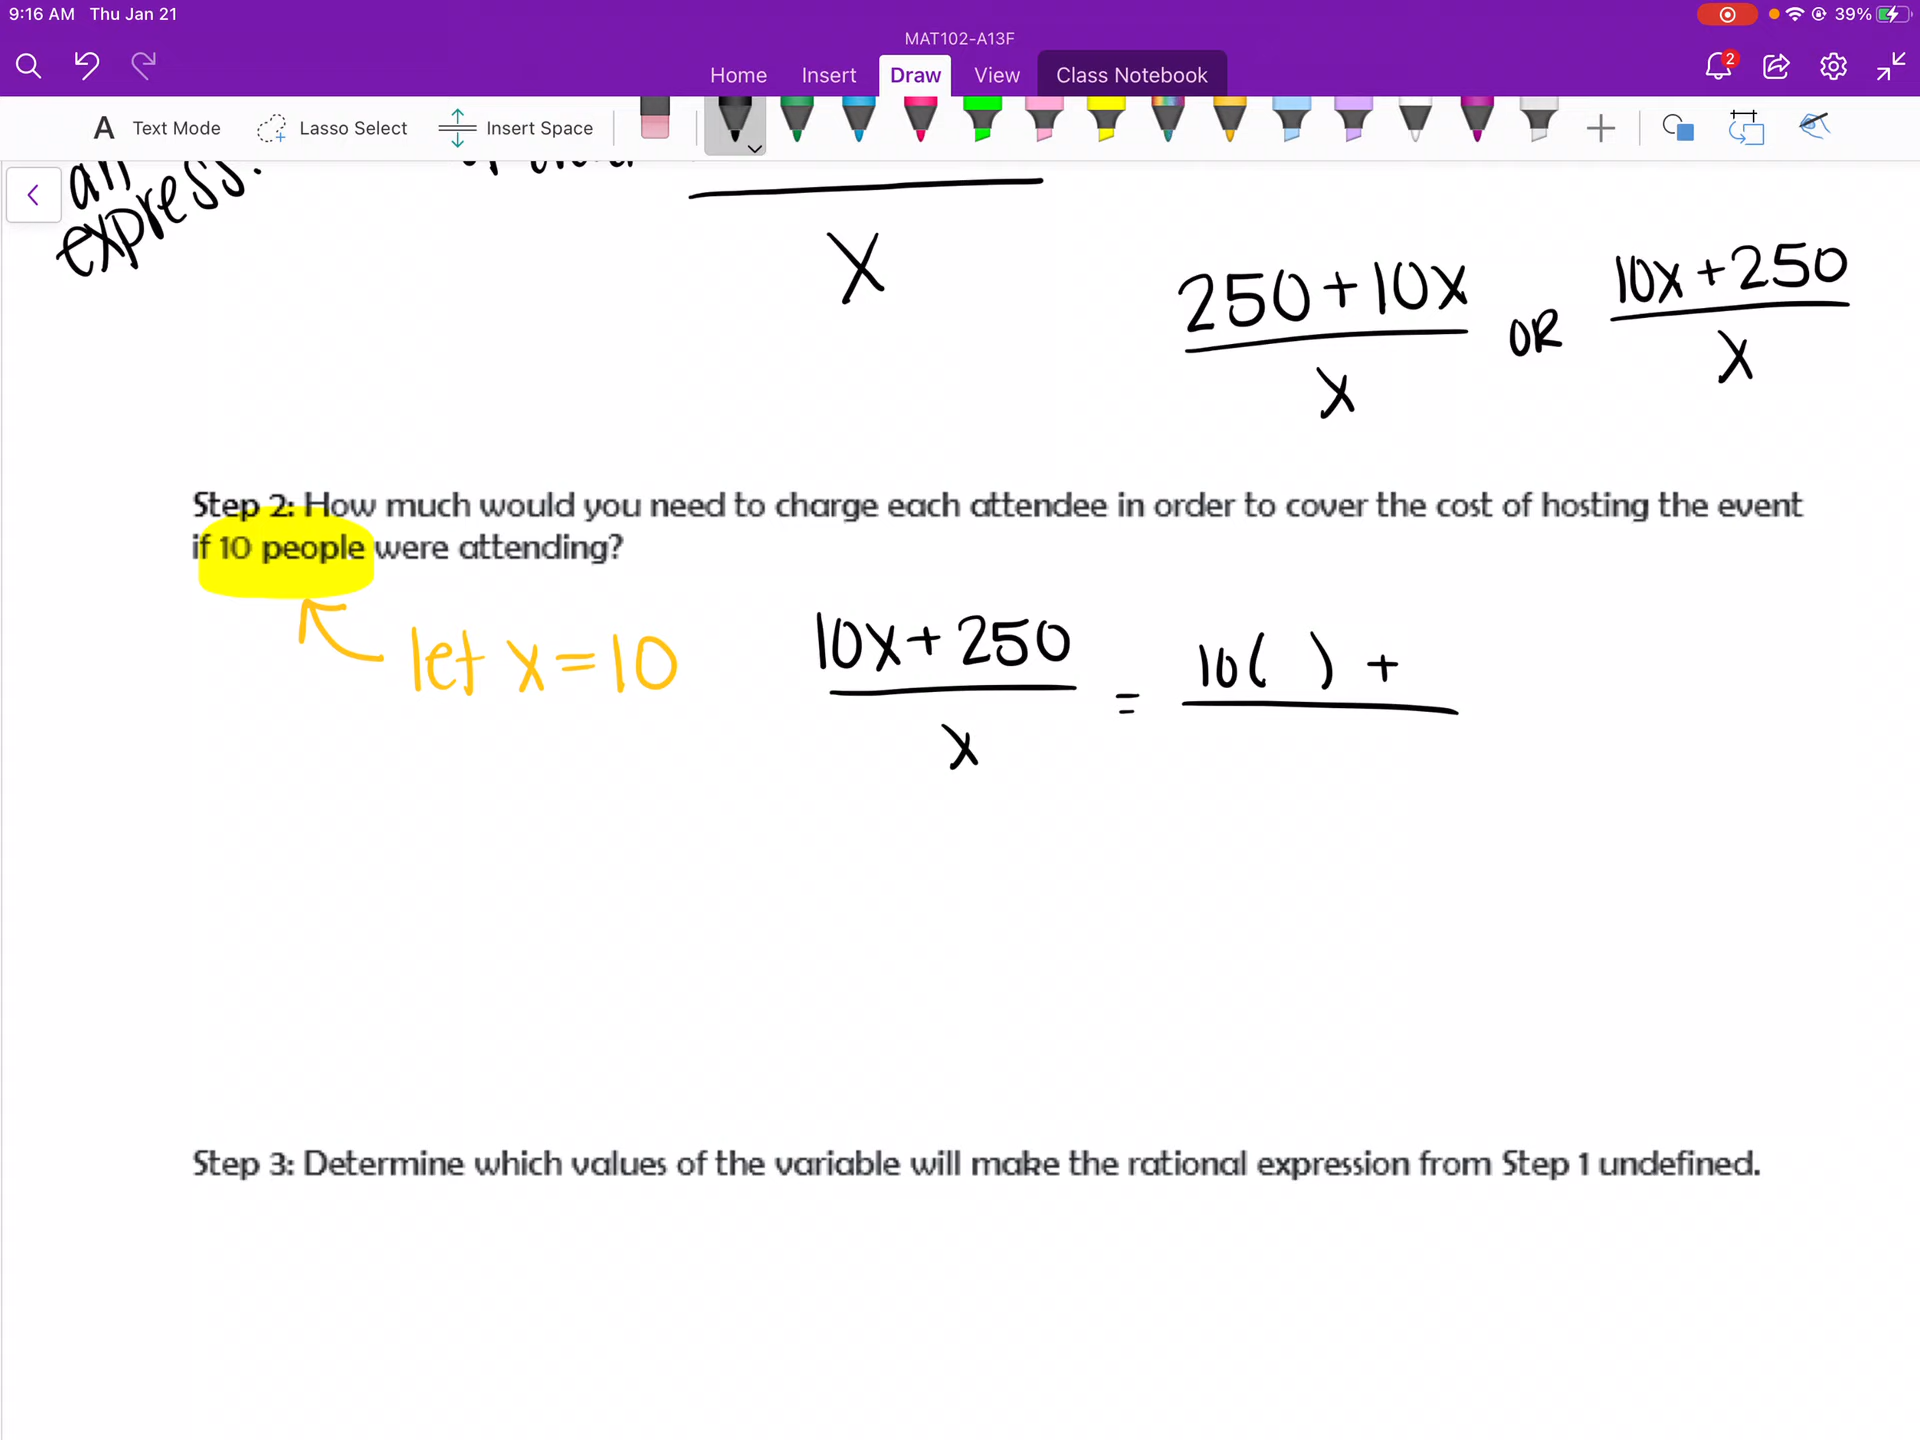 9:16 AM Thu Jan 21
39%
MAT102-A13F
2
Home Insert Draw View Class Notebook
A Text Mode Lasso Select Insert Space
an
express.
X
250+10x
x
OR
10x+250
x
Step 2: How much would you need to charge each attendee in order to cover the cost of hosting the event
if 10 people were attending?
let x=10
10x+250
x
=
10( ) +
Step 3: Determine which values of the variable will make the rational expression from Step 1 undefined.